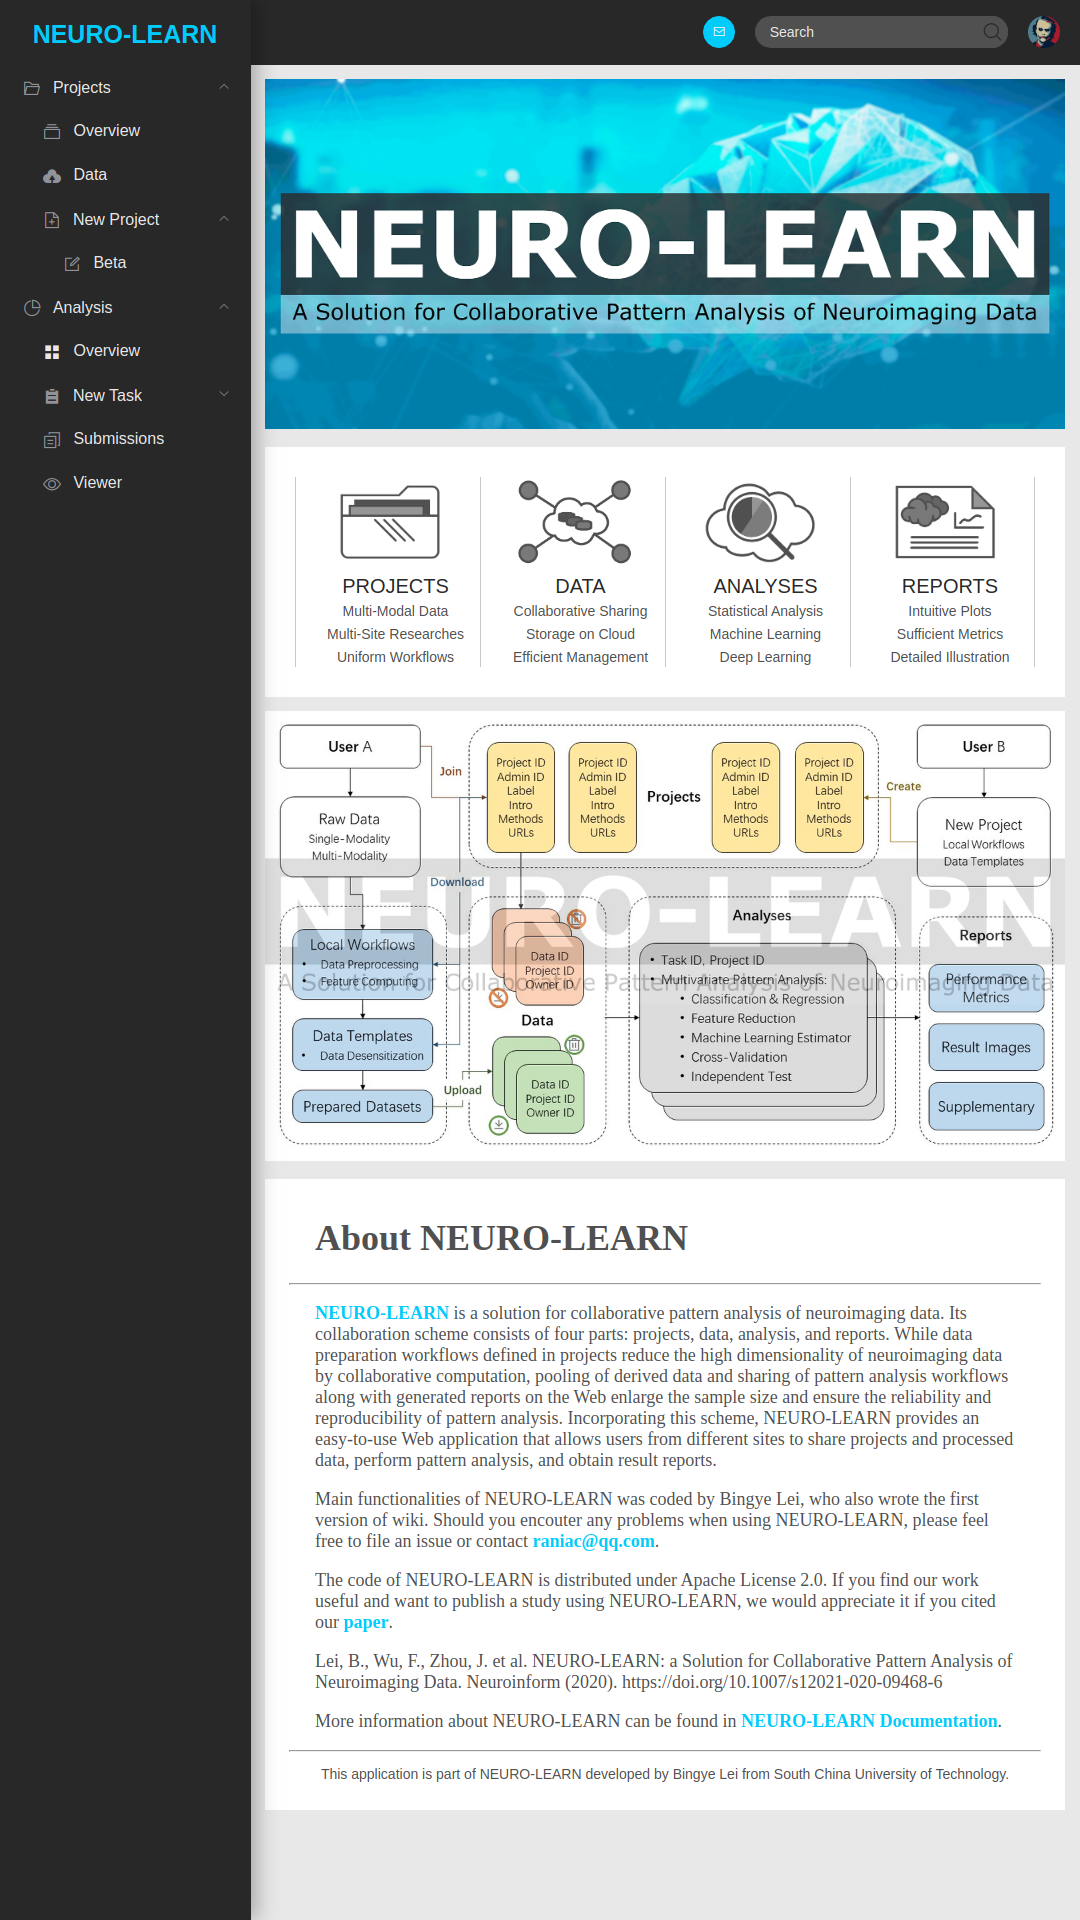 NEURO-LEARN
Search
Projects
Overview
Data
New Project
Beta
Analysis
Overview
New Task
Submissions
Viewer
NEURO-LEARN
A Solution for Collaborative Pattern Analysis of Neuroimaging Data
PROJECTS
Multi-Modal Data
Multi-Site Researches
Uniform Workflows
DATA
Collaborative Sharing
Storage on Cloud
Efficient Management
ANALYSES
Statistical Analysis
Machine Learning
Deep Learning
REPORTS
Intuitive Plots
Sufficient Metrics
Detailed Illustration
User A
Raw Data
Single-Modality
Multi-Modality
Join
Project ID
Admin ID
Label
Intro
Methods
URLs
Project ID
Admin ID
Label
Intro
Methods
URLs
Projects
Project ID
Admin ID
Label
Intro
Methods
URLs
Project ID
Admin ID
Label
Intro
Methods
URLs
Create
User B
New Project
Local Workflows
Data Templates
Download
NEURO-LEARN
A Solution for Collaborative Pattern Analysis of Neuroimaging Data
Local Workflows
• Data Preprocessing
• Feature Computing
Data Templates
• Data Desensitization
Prepared Datasets
Upload
Data ID
Project ID
Owner ID
Data
Data ID
Project ID
Owner ID
Analyses
• Task ID, Project ID
• Multivariate Pattern Analysis:
• Classification & Regression
• Feature Reduction
• Machine Learning Estimator
• Cross-Validation
• Independent Test
Reports
Performance
Metrics
Result Images
Supplementary
About NEURO-LEARN
NEURO-LEARN is a solution for collaborative pattern analysis of neuroimaging data. Its
collaboration scheme consists of four parts: projects, data, analysis, and reports. While data
preparation workflows defined in projects reduce the high dimensionality of neuroimaging data
by collaborative computation, pooling of derived data and sharing of pattern analysis workflows
along with generated reports on the Web enlarge the sample size and ensure the reliability and
reproducibility of pattern analysis. Incorporating this scheme, NEURO-LEARN provides an
easy-to-use Web application that allows users from different sites to share projects and processed
data, perform pattern analysis, and obtain result reports.
Main functionalities of NEURO-LEARN was coded by Bingye Lei, who also wrote the first
version of wiki. Should you encouter any problems when using NEURO-LEARN, please feel
free to file an issue or contact raniac@qq.com.
The code of NEURO-LEARN is distributed under Apache License 2.0. If you find our work
useful and want to publish a study using NEURO-LEARN, we would appreciate it if you cited
our paper.
Lei, B., Wu, F., Zhou, J. et al. NEURO-LEARN: a Solution for Collaborative Pattern Analysis of
Neuroimaging Data. Neuroinform (2020). https://doi.org/10.1007/s12021-020-09468-6
More information about NEURO-LEARN can be found in NEURO-LEARN Documentation.
This application is part of NEURO-LEARN developed by Bingye Lei from South China University of Technology.